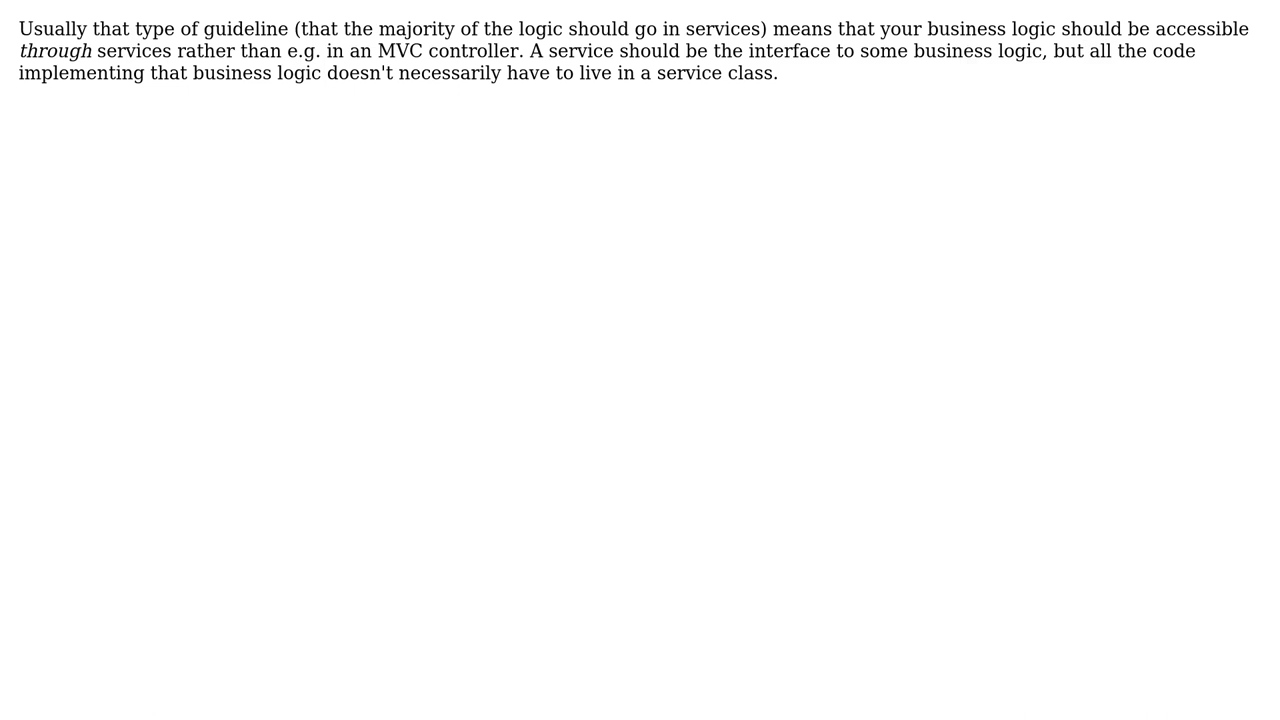 Usually that type of guideline (that the majority of the logic should go in services) means that your business logic should be accessible
through services rather than e.g. in an MVC controller. A service should be the interface to some business logic, but all the code
implementing that business logic doesn't necessarily have to live in a service class.